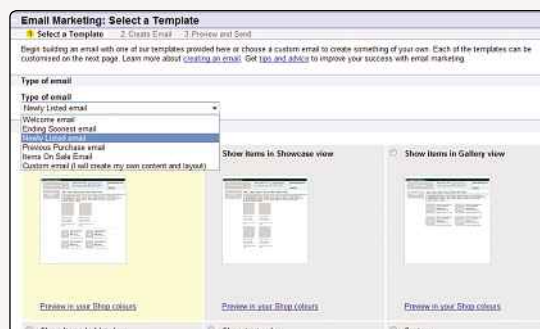 Email Marketing: Select a Template
1 Select a Template 2 Create Email 3 Preview and Send
Begin building an email with one of our templates provided here or choose a custom email to create something of your own. Each of the templates can be
customised on the next page. Learn more about creating an email. Get tips and advice to improve your success with email marketing.
Type of email
Type of email
Newly Listed email
Welcome email
Ending Soonest email
Newly Listed email
Previous Purchase email
Items On Sale Email
Custom email (I will create my own content and layout)
Show Items in Showcase view
Show Items in Gallery view
Preview in your Shop colours
Preview in your Shop colours
Preview in your Shop colours